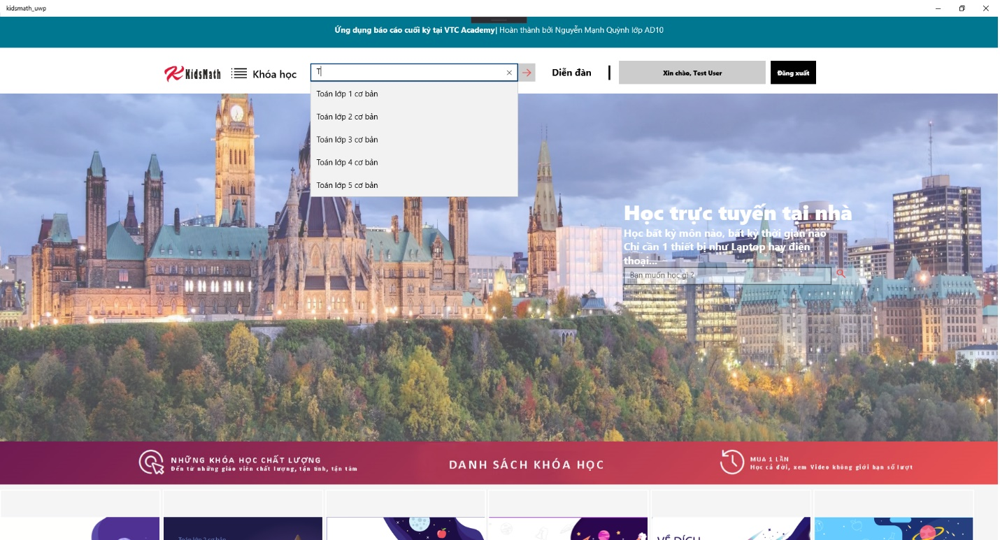 kidsmath_uwp
Ứng dụng báo cáo cuối kỳ tại VTC Academy| Hoàn thành bởi Nguyễn Mạnh Quỳnh lớp AD10
KidsMath
Khóa học
T
Diễn đàn
Xin chào, Test User
Đăng xuất
Toán lớp 1 cơ bản
Toán lớp 2 cơ bản
Toán lớp 3 cơ bản
Toán lớp 4 cơ bản
Toán lớp 5 cơ bản
Học trực tuyến tại nhà
Học bất kỳ môn nào, bất kỳ thời gian nào
Chỉ cần 1 thiết bị như Laptop hay điện
thoại...
Bạn muốn học gì ?
NHỮNG KHÓA HỌC CHẤT LƯỢNG
Đến từ những giáo viên chất lượng, tận tình, tận tâm
DANH SÁCH KHÓA HỌC
MUA 1 LẦN
Học cả đời, xem Video không giới hạn số lượt
Toán lớp 2 cơ bản
VỀ ĐÍCH